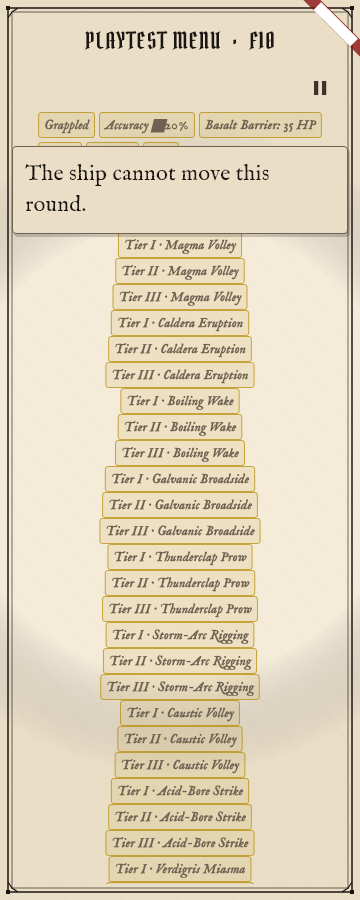 PLAYTEST MENU · F10
Grappled Accuracy 20% Basalt Barrier: 35 HP
The ship cannot move this
round.
Tier I · Magma Volley
Tier II · Magma Volley
Tier III · Magma Volley
Tier I · Caldera Eruption
Tier II · Caldera Eruption
Tier III · Caldera Eruption
Tier I · Boiling Wake
Tier II · Boiling Wake
Tier III · Boiling Wake
Tier I · Galvanic Broadside
Tier II · Galvanic Broadside
Tier III · Galvanic Broadside
Tier I · Thunderclap Prow
Tier II · Thunderclap Prow
Tier III · Thunderclap Prow
Tier I · Storm-Arc Rigging
Tier II · Storm-Arc Rigging
Tier III · Storm-Arc Rigging
Tier I · Caustic Volley
Tier II · Caustic Volley
Tier III · Caustic Volley
Tier I · Acid-Bore Strike
Tier II · Acid-Bore Strike
Tier III · Acid-Bore Strike
Tier I · Verdigris Miasma